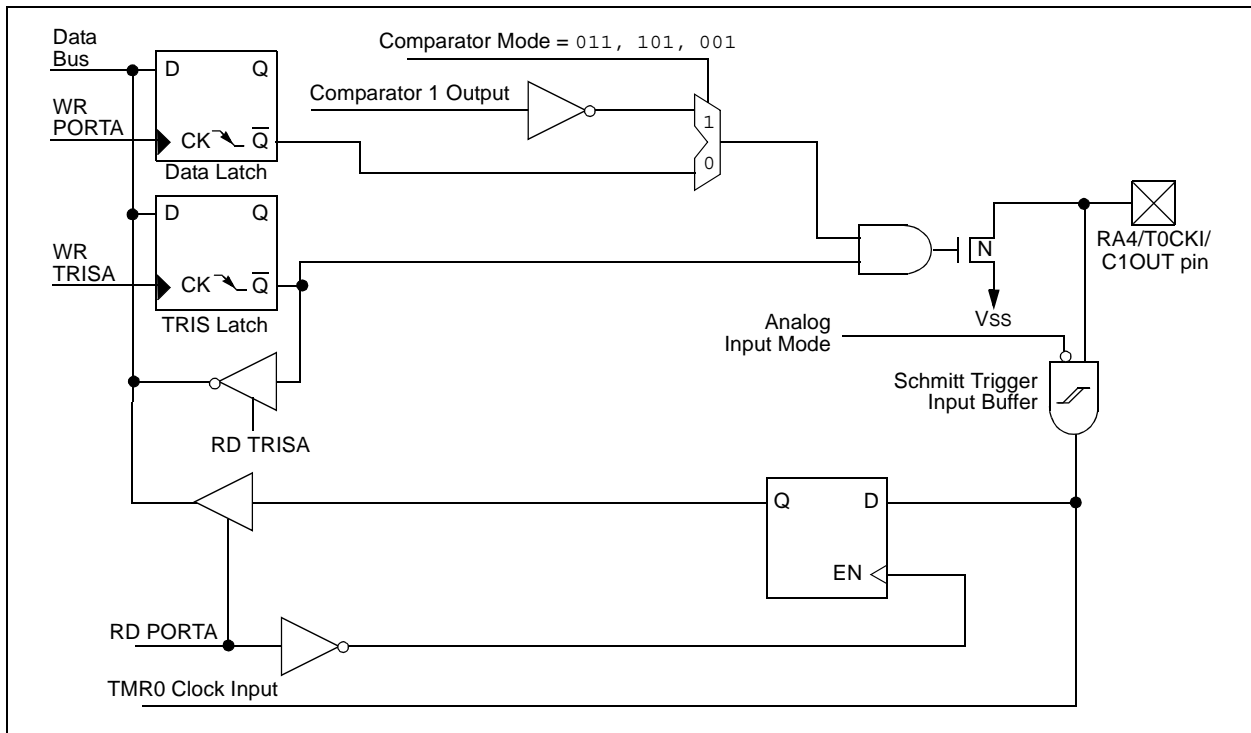 Data
Bus
Comparator Mode = 011, 101, 001
D Q
Comparator 1 Output
WR
PORTA
1
CK Q
0
Data Latch
D Q
RA4/T0CKI/
C1OUT pin
WR
TRISA
N
CK Q
VSS
TRIS Latch
Analog
Input Mode
Schmitt Trigger
Input Buffer
RD TRISA
Q D
EN
RD PORTA
TMR0 Clock Input